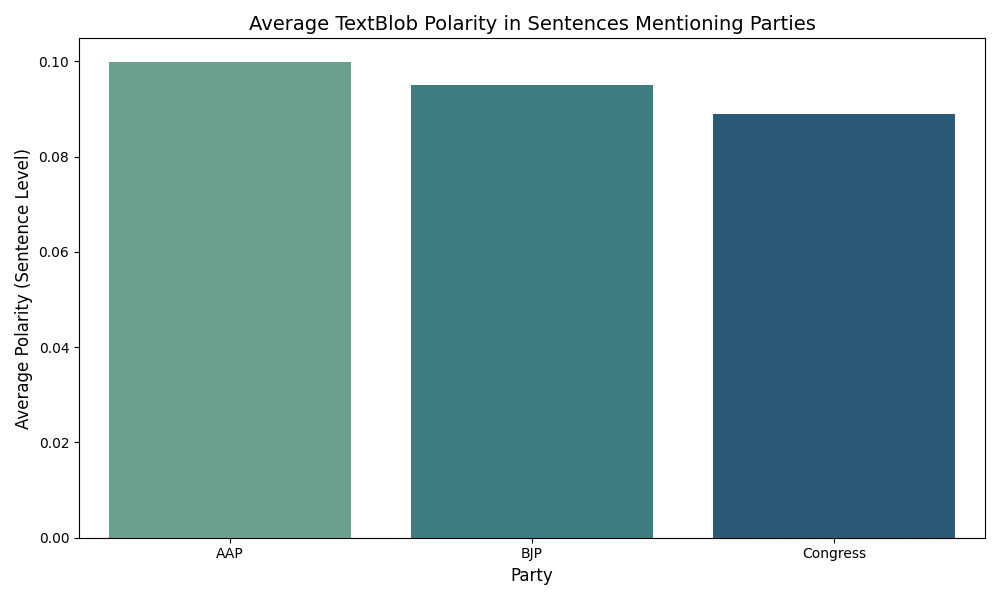 Average TextBlob Polarity in Sentences Mentioning Parties
Average Polarity (Sentence Level)
0.10
0.08
0.06
0.04
0.02
0.00
AAP BJP Congress
Party